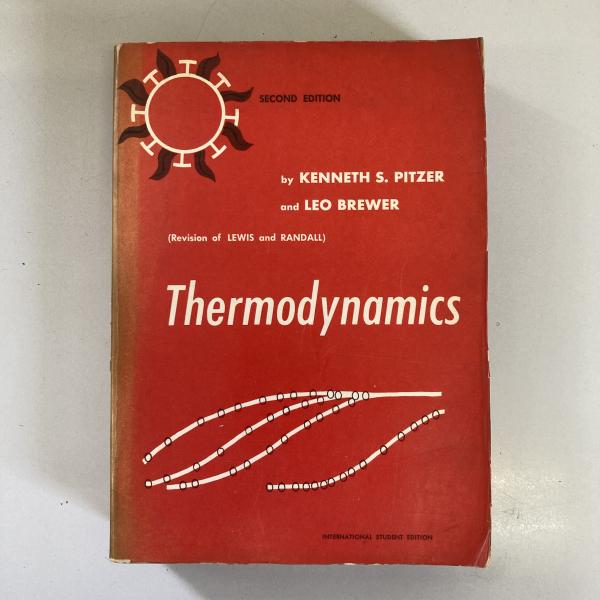 SECOND EDITION
by KENNETH S. PITZER
and LEO BREWER
(Revision of LEWIS and RANDALL)
Thermodynamics
INTERNATIONAL STUDENT EDITION